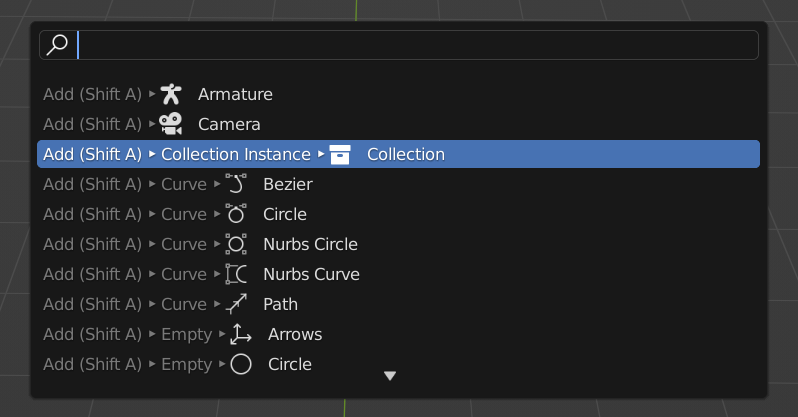 Add (Shift A) ▸ Armature
Add (Shift A) ▸ Camera
Add (Shift A) ▸ Collection Instance ▸ Collection
Add (Shift A) ▸ Curve ▸ Bezier
Add (Shift A) ▸ Curve ▸ Circle
Add (Shift A) ▸ Curve ▸ Nurbs Circle
Add (Shift A) ▸ Curve ▸ Nurbs Curve
Add (Shift A) ▸ Curve ▸ Path
Add (Shift A) ▸ Empty ▸ Arrows
Add (Shift A) ▸ Empty ▸ Circle